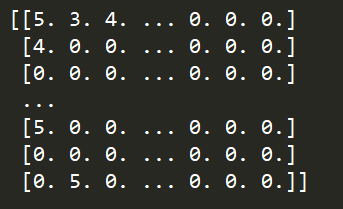 [[5. 3. 4. ... 0. 0. 0.]
[4. 0. 0. ... 0. 0. 0.]
[0. 0. 0. ... 0. 0. 0.]
...
[5. 0. 0. ... 0. 0. 0.]
[0. 0. 0. ... 0. 0. 0.]
[0. 5. 0. ... 0. 0. 0.]]